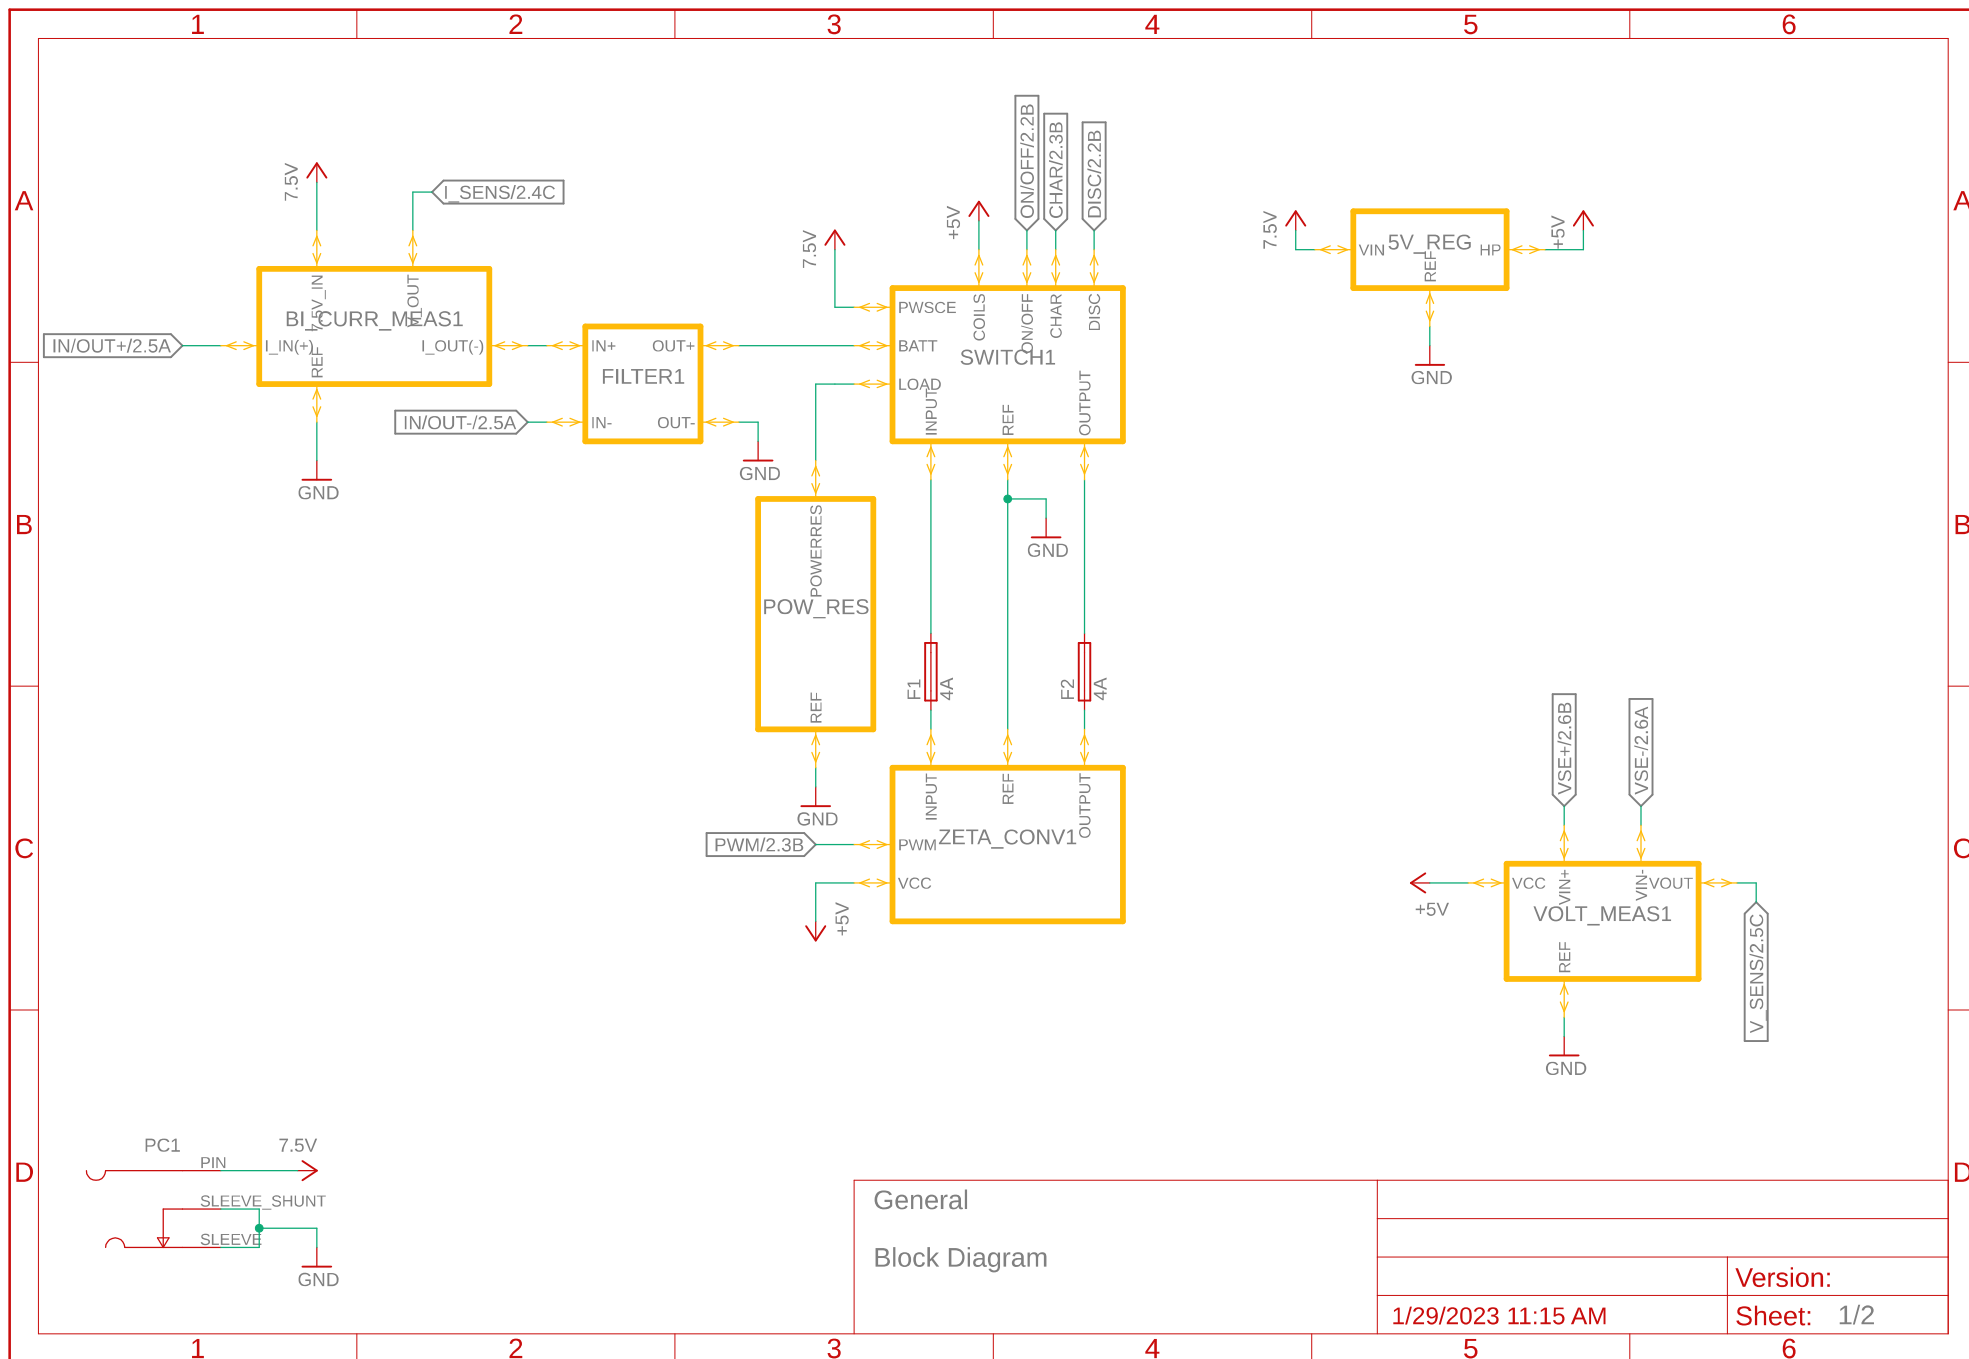 1 2 3 4 5 6
A A
B B
C C
D D
7.5V
I_SENS/2.4C
7.5V_IN
M_OUT
BI_CURR_MEAS1
IN/OUT+/2.5A
I_IN(+)
I_OUT(-)
REF
GND
IN+ OUT+
FILTER1
IN/OUT-/2.5A
IN- OUT-
GND
7.5V
+5V
ON/OFF/2.2B
CHAR/2.3B
DISC/2.2B
PWSCE
COILS
ON/OFF
CHAR
DISC
BATT
SWITCH1
LOAD
INPUT
REF
OUTPUT
GND
POWERRES
POW_RES
REF
GND
F1
4A
F2
4A
INPUT
REF
OUTPUT
PWM/2.3B
PWM
ZETA_CONV1
VCC
+5V
7.5V
VIN
5V_REG
HP
REF
+5V
GND
VSE+/2.6B
VSE-/2.6A
VCC
VIN+
VIN-
VOUT
+5V
VOLT_MEAS1
REF
V_SENS/2.5C
GND
PC1
7.5V
PIN
SLEEVE_SHUNT
SLEEVE
GND
General
Block Diagram
Version:
1/29/2023 11:15 AM
Sheet: 1/2
1 2 3 4 5 6